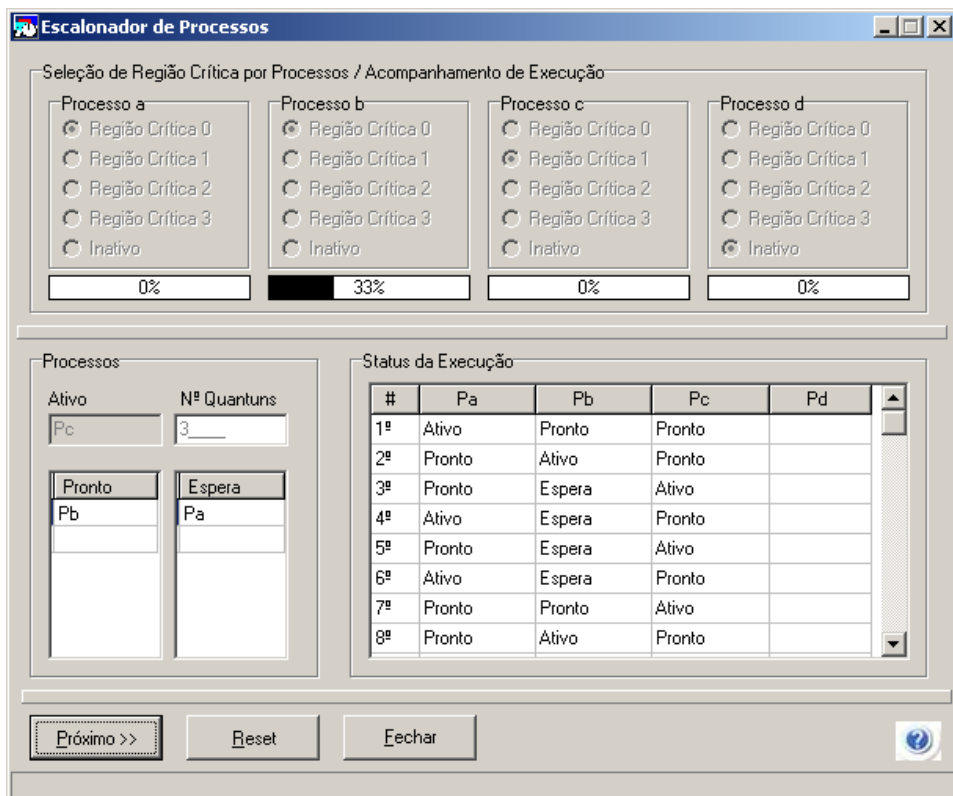 Escalonador de Processos
Seleção de Região Crítica por Processos / Acompanhamento de Execução
Processo a
Região Crítica 0
Região Crítica 1
Região Crítica 2
Região Crítica 3
Inativo
0%
Processo b
Região Crítica 0
Região Crítica 1
Região Crítica 2
Região Crítica 3
Inativo
33%
Processo c
Região Crítica 0
Região Crítica 1
Região Crítica 2
Região Crítica 3
Inativo
0%
Processo d
Região Crítica 0
Região Crítica 1
Região Crítica 2
Região Crítica 3
Inativo
0%
Processos
Ativo Nº Quantuns
Pc 3____
Pronto Espera
Pb Pa
Status da Execução
# Pa Pb Pc Pd
1º Ativo Pronto Pronto
2º Pronto Ativo Pronto
3º Pronto Espera Ativo
4º Ativo Espera Pronto
5º Pronto Espera Ativo
6º Ativo Espera Pronto
7º Pronto Pronto Ativo
8º Pronto Ativo Pronto
Próximo >> Reset Fechar
?